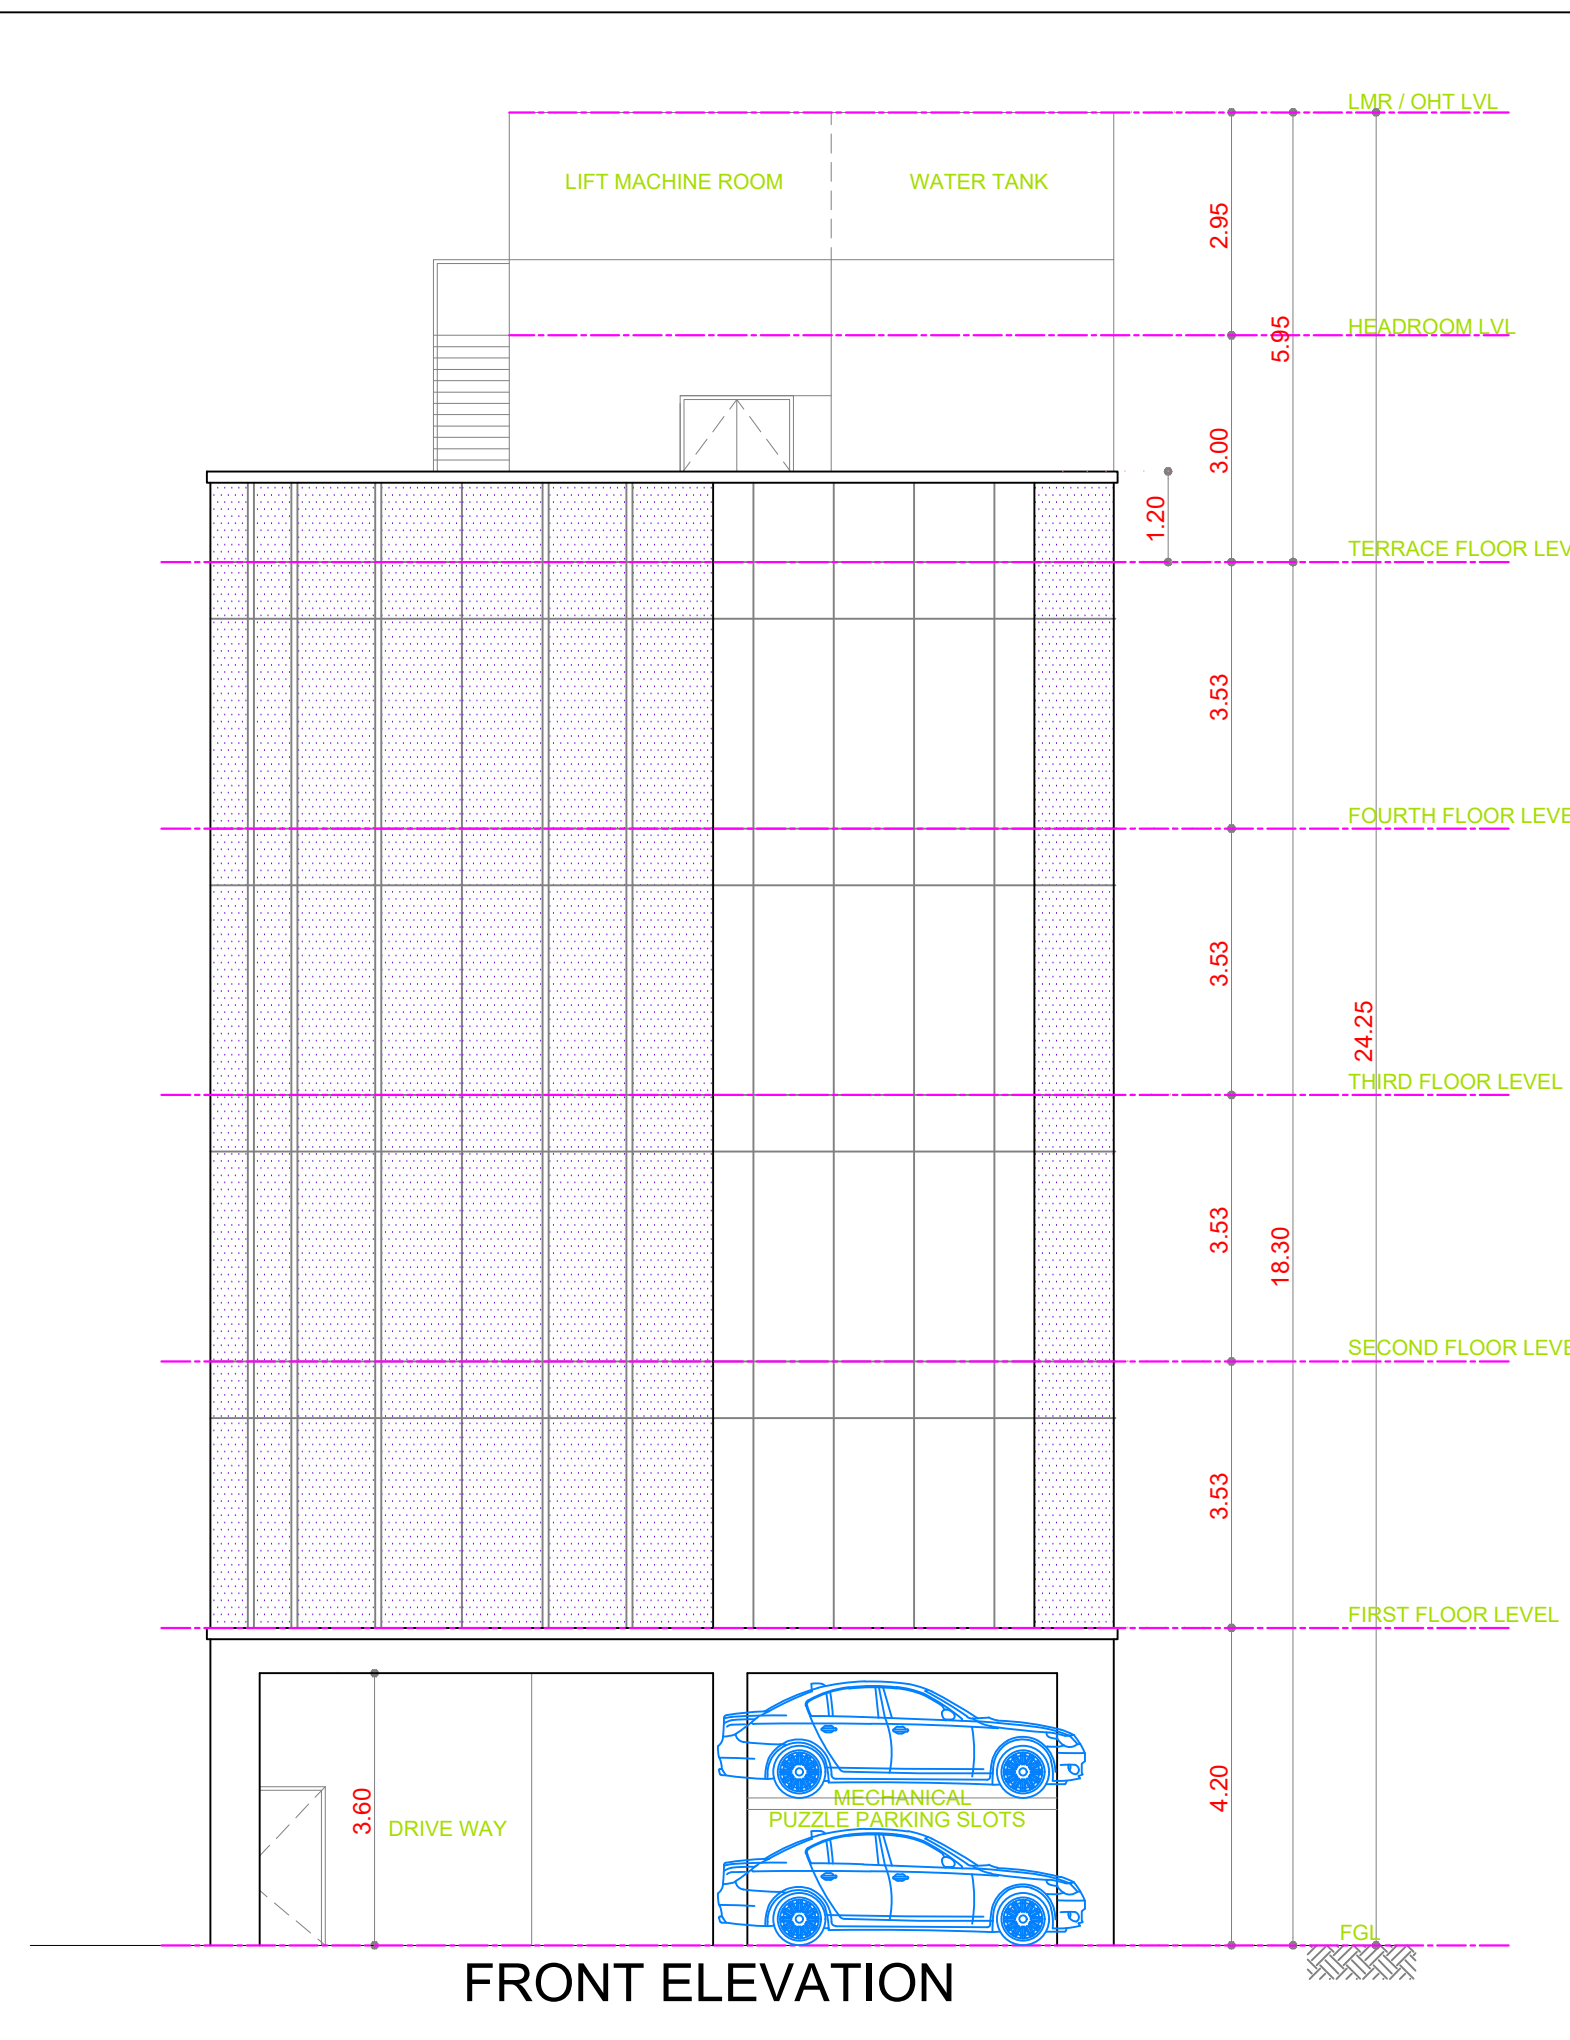 LMR / OHT LVL
LIFT MACHINE ROOM
WATER TANK
2.95
HEADROOM LVL
5.95
3.00
1.20
TERRACE FLOOR LEV
3.53
FOURTH FLOOR LEVE
3.53
24.25
THIRD FLOOR LEVEL
3.53
18.30
SECOND FLOOR LEVE
3.53
FIRST FLOOR LEVEL
4.20
MECHANICAL
PUZZLE PARKING SLOTS
3.60
DRIVE WAY
FGL
FRONT ELEVATION